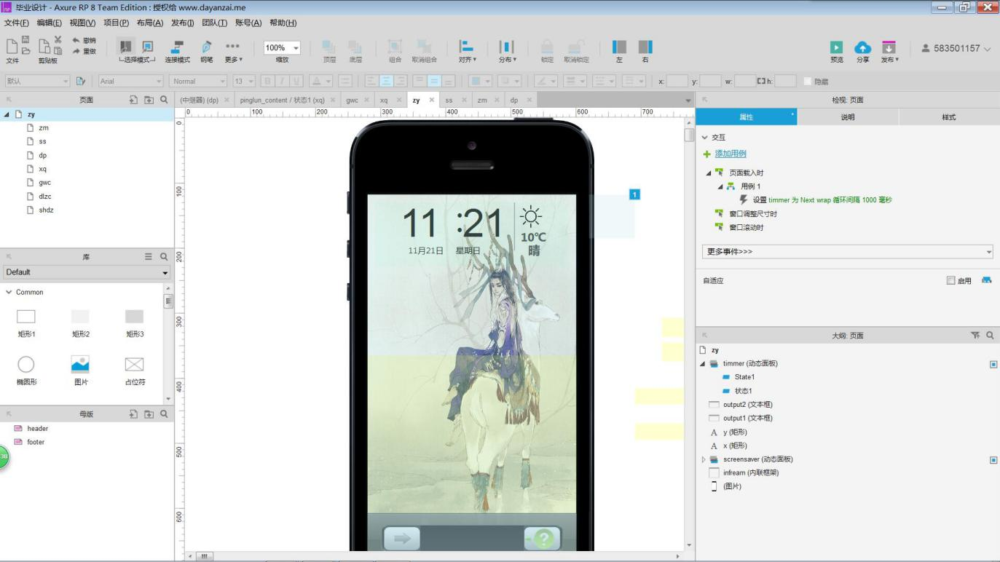 毕业设计 - Axure RP 8 Team Edition : 授权给 www.dayanzai.me
文件(F) 编辑(E) 视图(V) 项目(P) 布局(A) 发布(I) 团队(T) 账号(A) 帮助(H)
撤销
重做
文件 剪贴板 选择模式 连接模式 钢笔 更多 100% 缩放 顶层 底层 组合 取消组合 对齐 分布 锁定 取消锁定 左 右 预览 分享 发布 583501157
默认 Arial Normal 13 B I U A x: y: w: h: 隐藏
页面
zy
zm
ss
dp
xq
gwc
dlzc
shdz
库
Default
Common
矩形1 矩形2 矩形3
椭圆形 图片 占位符
母版
header
footer
38
(中继器) (dp) pinglun_content / 状态1 (xq) gwc xq zy ss zm dp
0 100 200 300 400 500 600 700
0
100
200
300
400
500
600
1
11 :21
10℃
11月21日 星期日 晴
?
检视: 页面
属性 说明 样式
交互
添加用例
页面载入时
用例 1
设置 timmer 为 Next wrap 循环间隔 1000 毫秒
窗口调整尺寸时
窗口滚动时
更多事件>>>
自适应 启用
大纲: 页面
zy
timmer (动态面板)
State1
状态1
output2 (文本框)
output1 (文本框)
A y (矩形)
A x (矩形)
screensaver (动态面板)
infream (内联框架)
(图片)